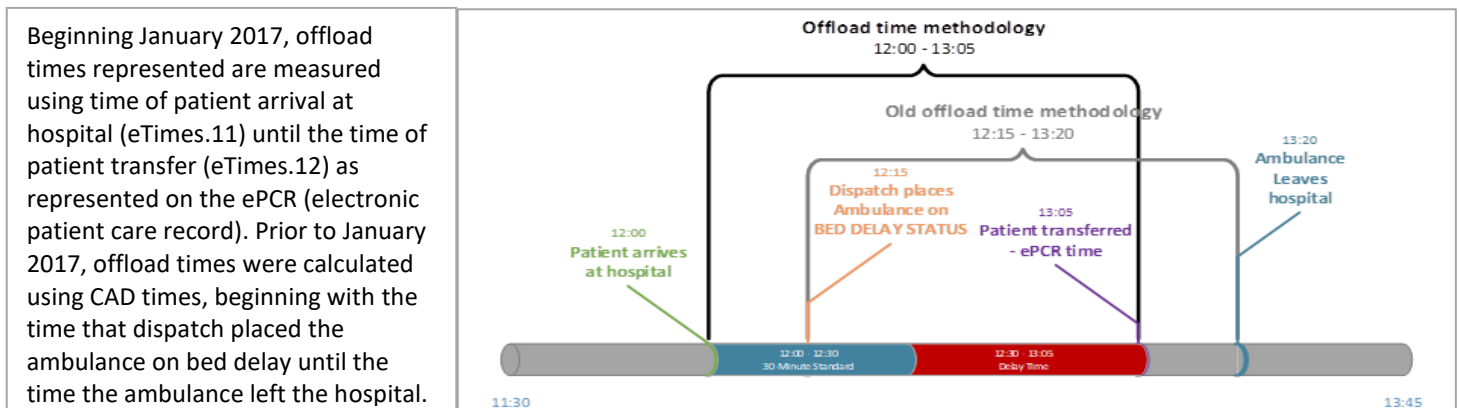 Beginning January 2017, offload
times represented are measured
using time of patient arrival at
hospital (eTimes.11) until the time of
patient transfer (eTimes.12) as
represented on the ePCR (electronic
patient care record). Prior to January
2017, offload times were calculated
using CAD times, beginning with the
time that dispatch placed the
ambulance on bed delay until the
time the ambulance left the hospital.
Offload time methodology
12:00 - 13:05
Old offload time methodology
12:15 - 13:20
13:20
Ambulance
Leaves
hospital
12:15
Dispatch places
Ambulance on
BED DELAY STATUS
13:05
Patient transferred
- ePCR time
12:00
Patient arrives
at hospital
12:00 - 12:30
30 Minute Standard
12:30 - 13:05
Delay Time
11:30
13:45